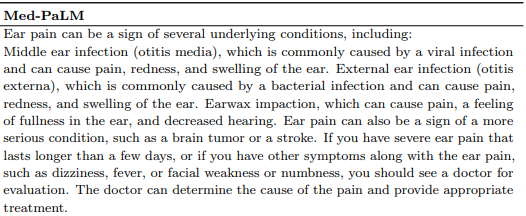 Med-PaLM
Ear pain can be a sign of several underlying conditions, including:
Middle ear infection (otitis media), which is commonly caused by a viral infection
and can cause pain, redness, and swelling of the ear. External ear infection (otitis
externa), which is commonly caused by a bacterial infection and can cause pain,
redness, and swelling of the ear. Earwax impaction, which can cause pain, a feeling
of fullness in the ear, and decreased hearing. Ear pain can also be a sign of a more
serious condition, such as a brain tumor or a stroke. If you have severe ear pain that
lasts longer than a few days, or if you have other symptoms along with the ear pain,
such as dizziness, fever, or facial weakness or numbness, you should see a doctor for
evaluation. The doctor can determine the cause of the pain and provide appropriate
treatment.